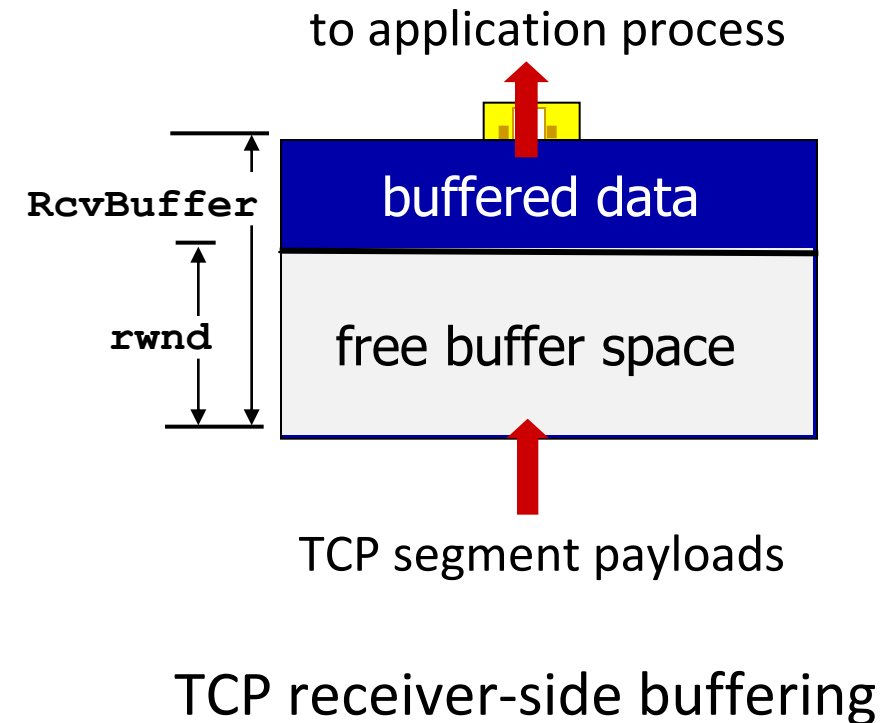 to application process
buffered data
RcvBuffer
rwnd
free buffer space
TCP segment payloads
TCP receiver-side buffering